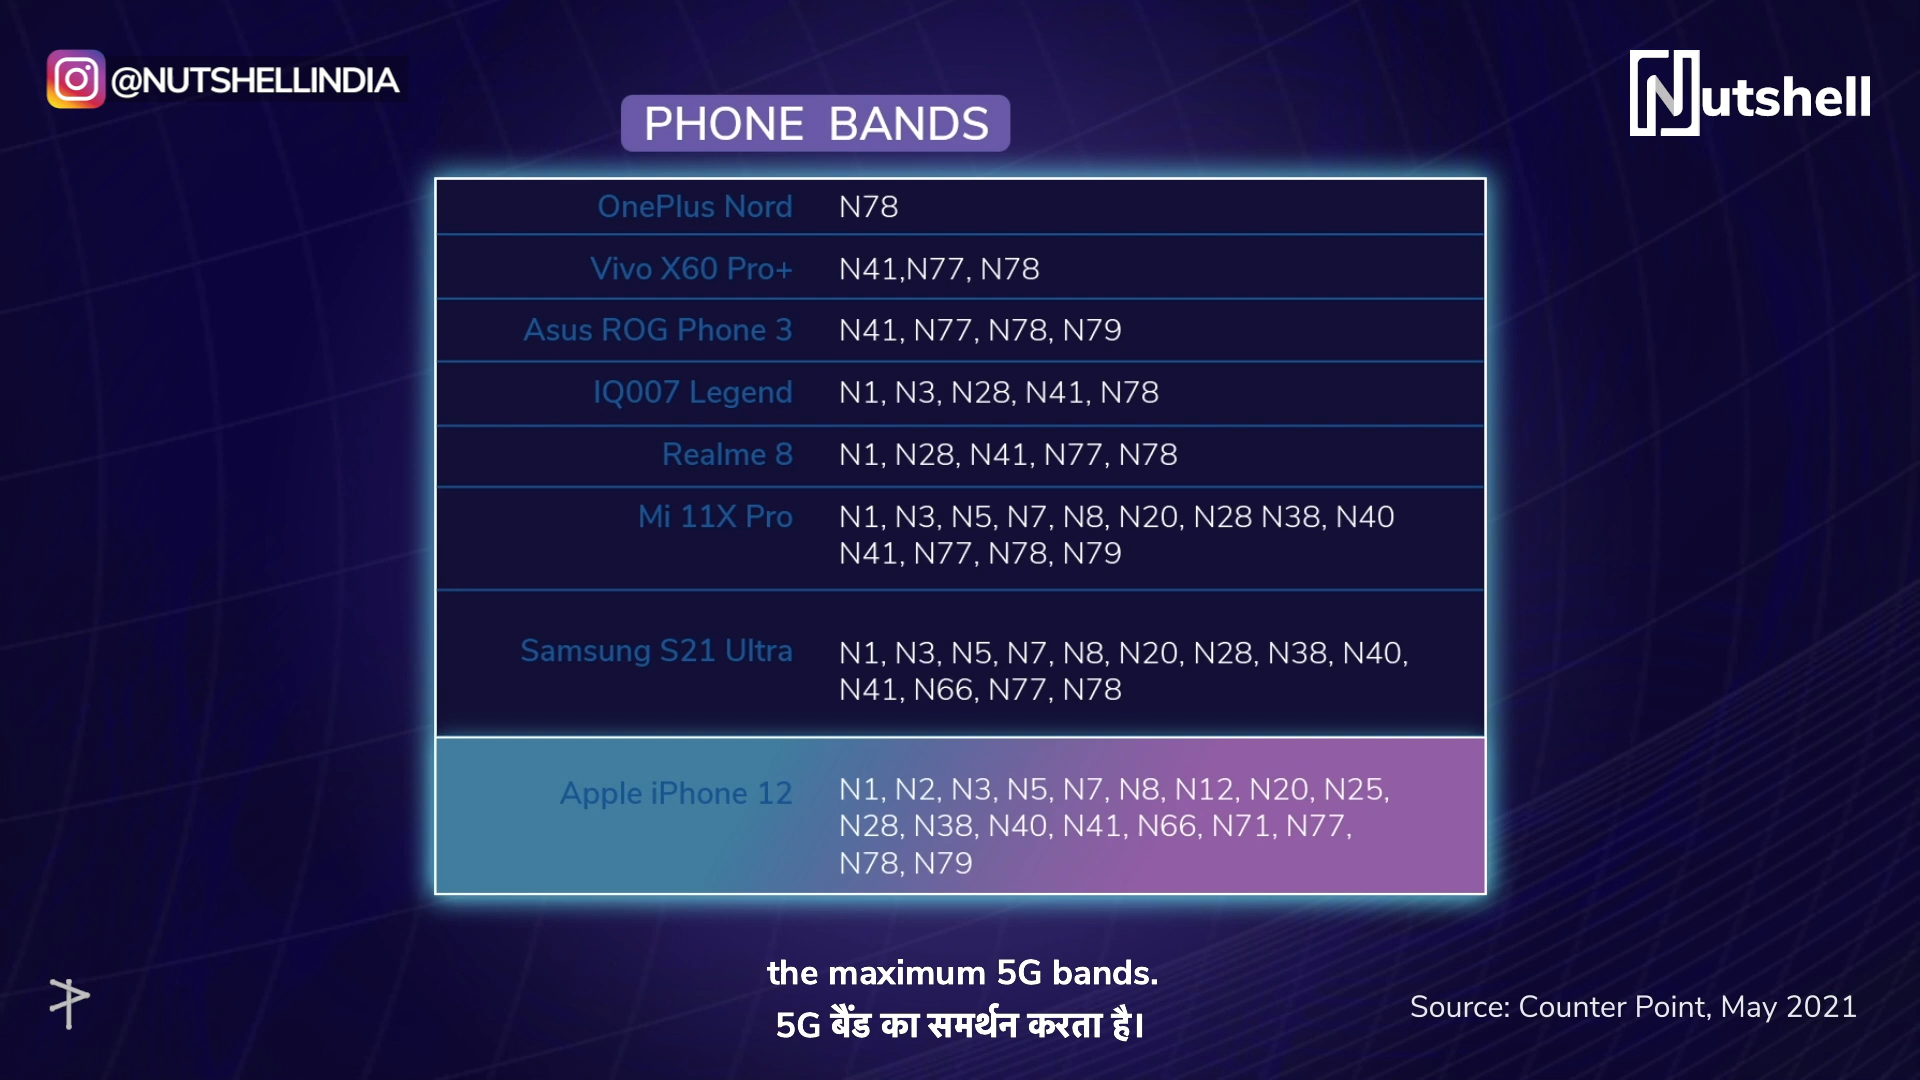 @NUTSHELLINDIA
Nutshell
PHONE BANDS
OnePlus Nord N78
Vivo X60 Pro+ N41,N77, N78
Asus ROG Phone 3 N41, N77, N78, N79
IQ007 Legend N1, N3, N28, N41, N78
Realme 8 N1, N28, N41, N77, N78
Mi 11X Pro N1, N3, N5, N7, N8, N20, N28 N38, N40
N41, N77, N78, N79
Samsung S21 Ultra N1, N3, N5, N7, N8, N20, N28, N38, N40,
N41, N66, N77, N78
Apple iPhone 12 N1, N2, N3, N5, N7, N8, N12, N20, N25,
N28, N38, N40, N41, N66, N71, N77,
N78, N79
the maximum 5G bands.
5G बैंड का समर्थन करता है।
Source: Counter Point, May 2021